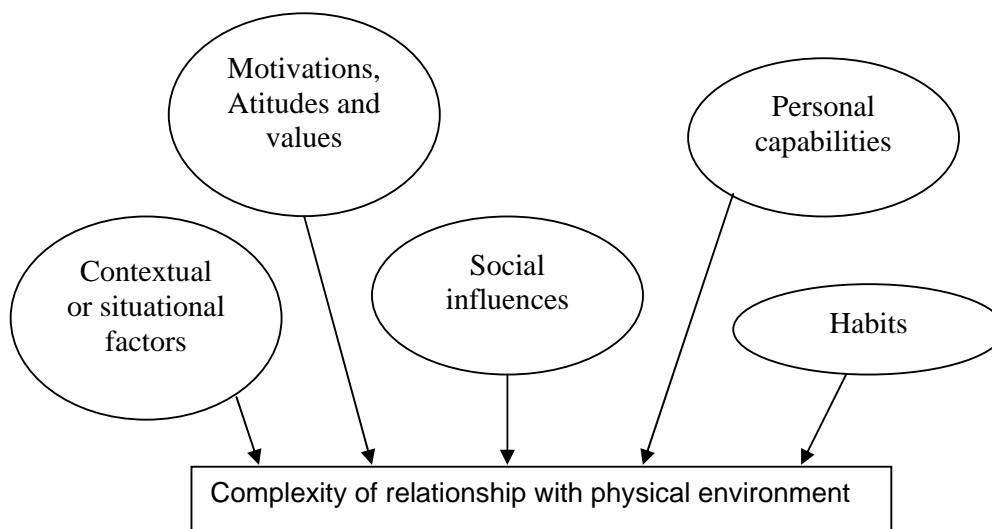 Motivations,
Atitudes and
values
Personal
capabilities
Contextual
or situational
factors
Social
influences
Habits
Complexity of relationship with physical environment